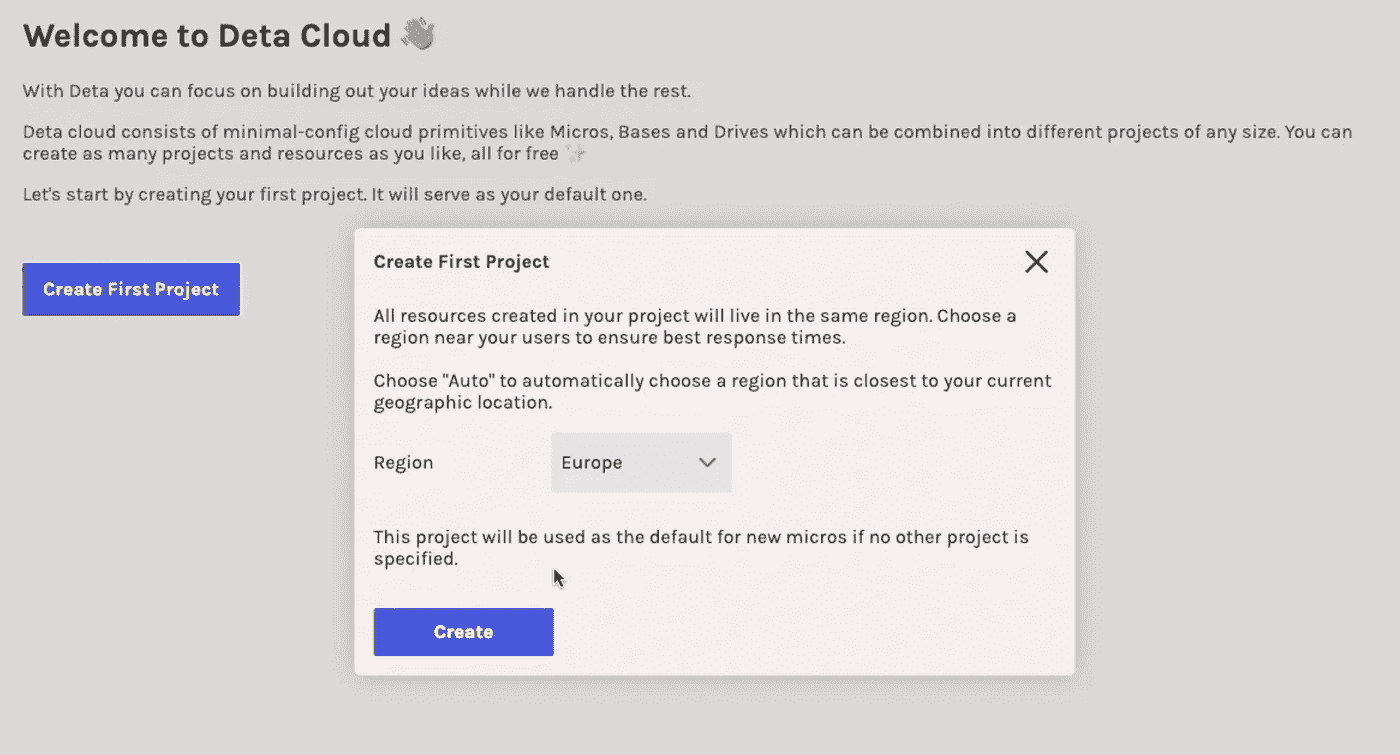 Welcome to Deta Cloud 👋
With Deta you can focus on building out your ideas while we handle the rest.
Deta cloud consists of minimal-config cloud primitives like Micros, Bases and Drives which can be combined into different projects of any size. You can
create as many projects and resources as you like, all for free ✨
Let's start by creating your first project. It will serve as your default one.
Create First Project
Create First Project
All resources created in your project will live in the same region. Choose a
region near your users to ensure best response times.
Choose "Auto" to automatically choose a region that is closest to your current
geographic location.
Region
Europe
This project will be used as the default for new micros if no other project is
specified.
Create